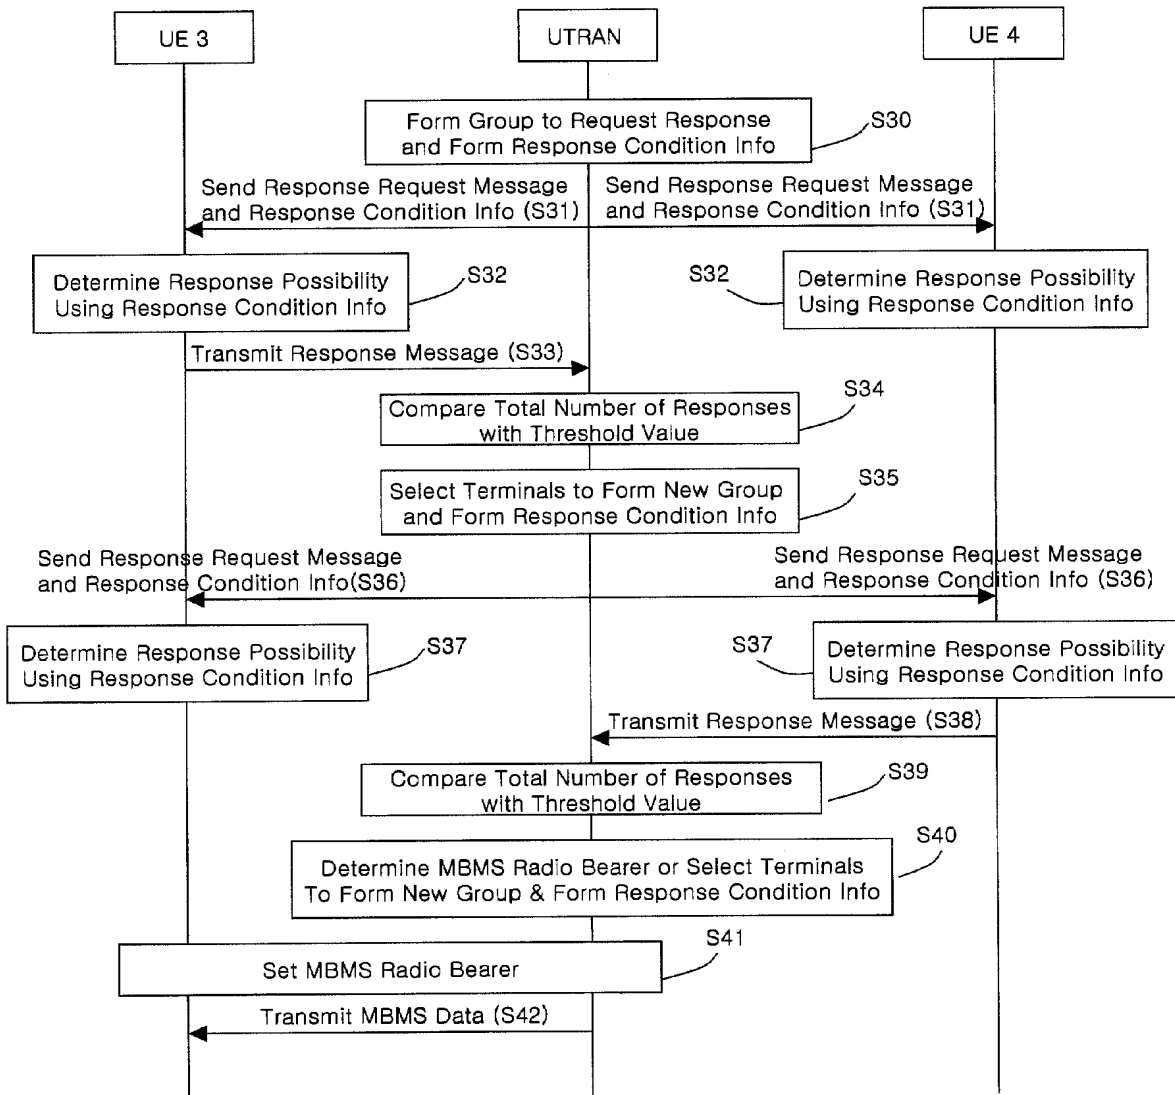 UE 3
UTRAN
UE 4
Form Group to Request Response
and Form Response Condition Info
S30
Send Response Request Message
and Response Condition Info (S31)
Send Response Request Message
and Response Condition Info (S31)
Determine Response Possibility
Using Response Condition Info
S32
S32
Determine Response Possibility
Using Response Condition Info
Transmit Response Message (S33)
S34
Compare Total Number of Responses
with Threshold Value
S35
Select Terminals to Form New Group
and Form Response Condition Info
Send Response Request Message
and Response Condition Info(S36)
Send Response Request Message
and Response Condition Info (S36)
Determine Response Possibility
Using Response Condition Info
S37
S37
Determine Response Possibility
Using Response Condition Info
Transmit Response Message (S38)
Compare Total Number of Responses
with Threshold Value
S39
S40
Determine MBMS Radio Bearer or Select Terminals
To Form New Group & Form Response Condition Info
S41
Set MBMS Radio Bearer
Transmit MBMS Data (S42)